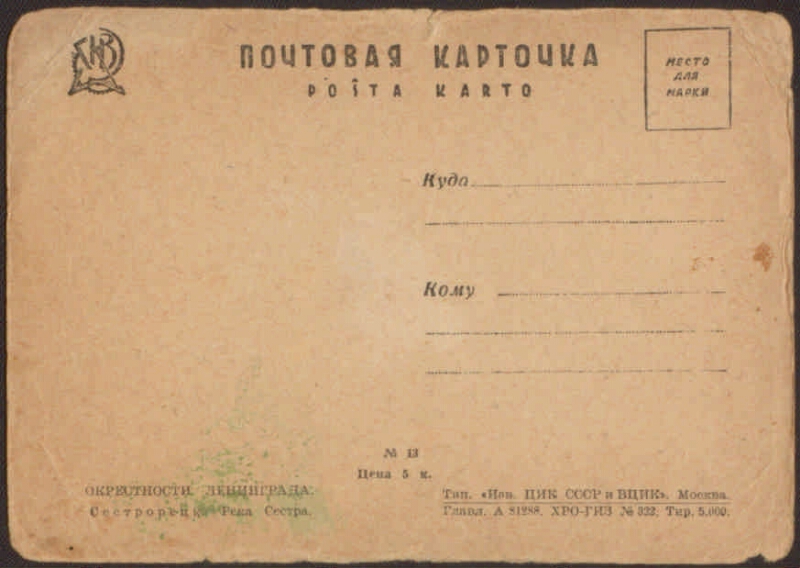 ПОЧТОВАЯ КАРТОЧКА
POŜTA KARTO
МЕСТО
ДЛЯ
МАРКИ
Куда
Кому
№ 13
Цена 5 к.
ОКРЕСТНОСТИ ЛЕНИНГРАДА.
Сестрорецк. Река Сестра.
Тип. «Изв. ЦИК СССР и ВЦИК». Москва.
Главл. А 81288. ХРО-ГИЗ № 322. Тир. 5.000.